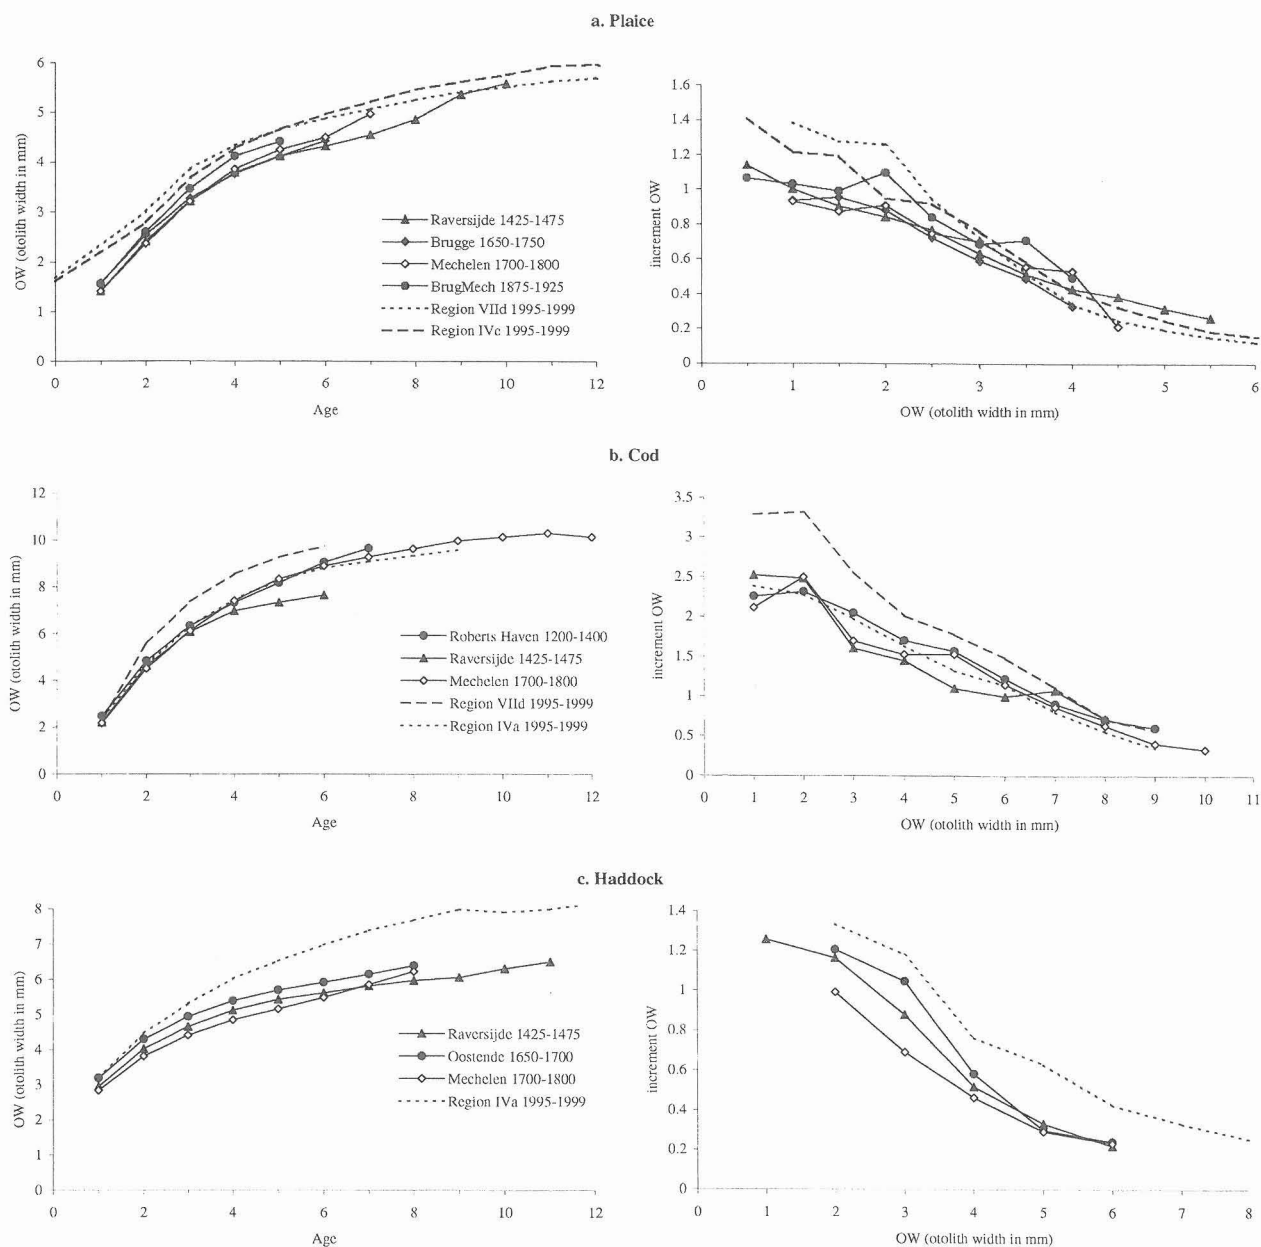 a. Plaice
6
5
4
3
2
1
0
OW (otolith width in mm)
0 2 4 6 8 10 12
Age
Raversijde 1425-1475
Brugge 1650-1750
Mechelen 1700-1800
BrugMech 1875-1925
Region VIId 1995-1999
Region IVc 1995-1999
1.6
1.4
1.2
1
0.8
0.6
0.4
0.2
0
increment OW
0 1 2 3 4 5 6
OW (otolith width in mm)
b. Cod
12
10
8
6
4
2
0
OW (otolith width in mm)
0 2 4 6 8 10 12
Age
Roberts Haven 1200-1400
Raversijde 1425-1475
Mechelen 1700-1800
Region VIId 1995-1999
Region IVa 1995-1999
3.5
3
2.5
2
1.5
1
0.5
0
increment OW
0 1 2 3 4 5 6 7 8 9 10 11
OW (otolith width in mm)
c. Haddock
8
7
6
5
4
3
2
1
0
OW (otolith width in mm)
0 2 4 6 8 10 12
Age
Raversijde 1425-1475
Oostende 1650-1700
Mechelen 1700-1800
Region IVa 1995-1999
1.4
1.2
1
0.8
0.6
0.4
0.2
0
increment OW
0 1 2 3 4 5 6 7 8
OW (otolith width in mm)